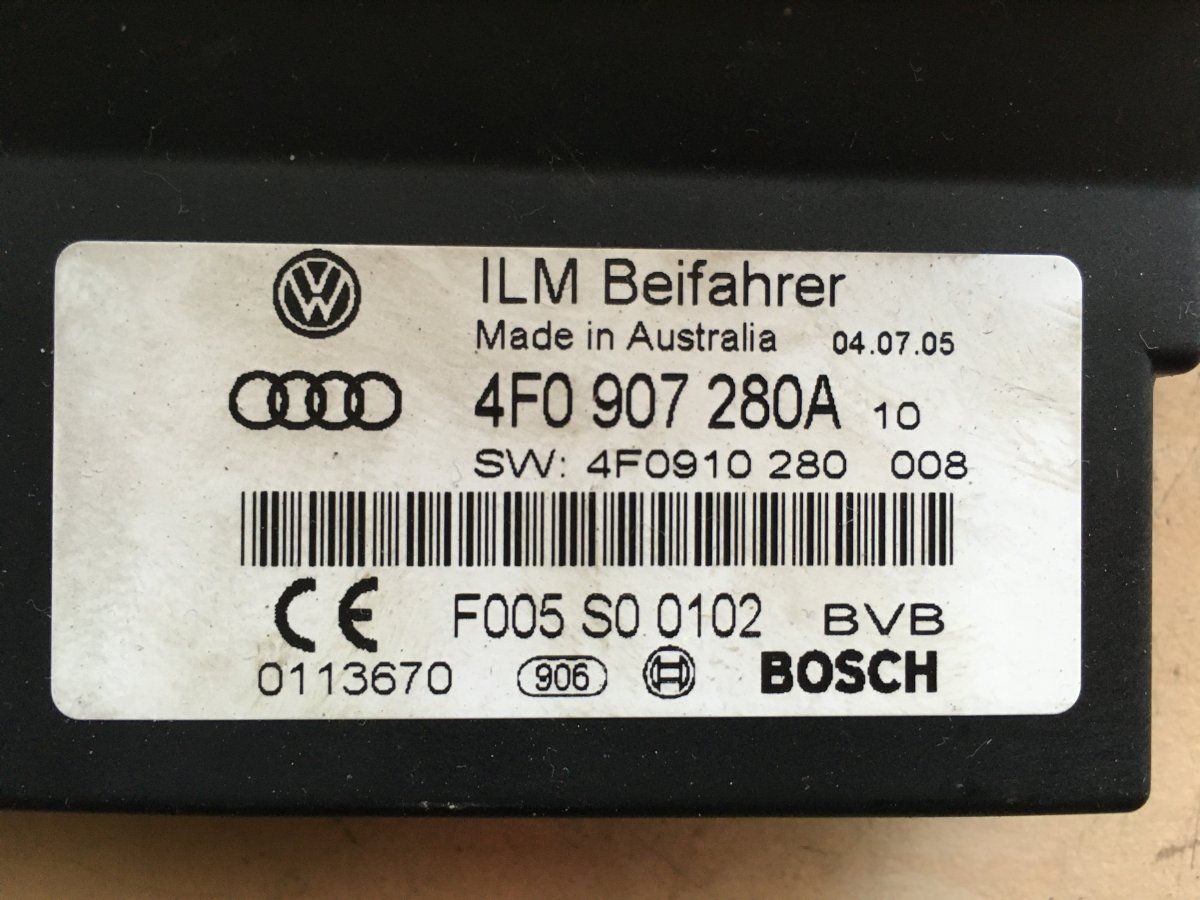 ILM Beifahrer
Made in Australia 04.07.05
4F0 907 280A 10
SW: 4F0910 280 008
CE F005 S0 0102 BVB
0113670 906 BOSCH